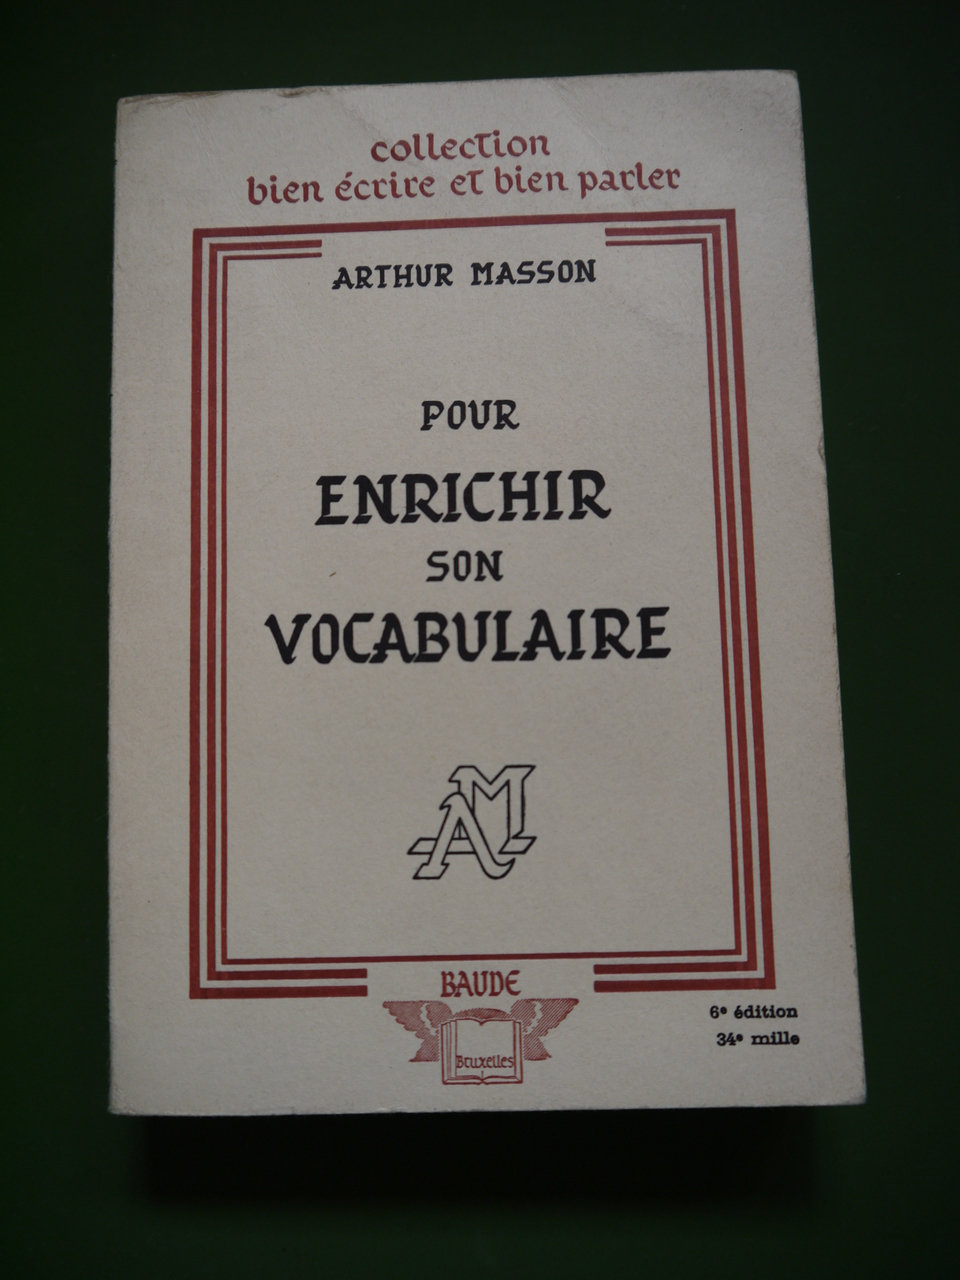 collection
bien écrire et bien parler
ARTHUR MASSON
POUR
ENRICHIR
SON
VOCABULAIRE
AM
BAUDE
Bruxelles
6e édition
34e mille